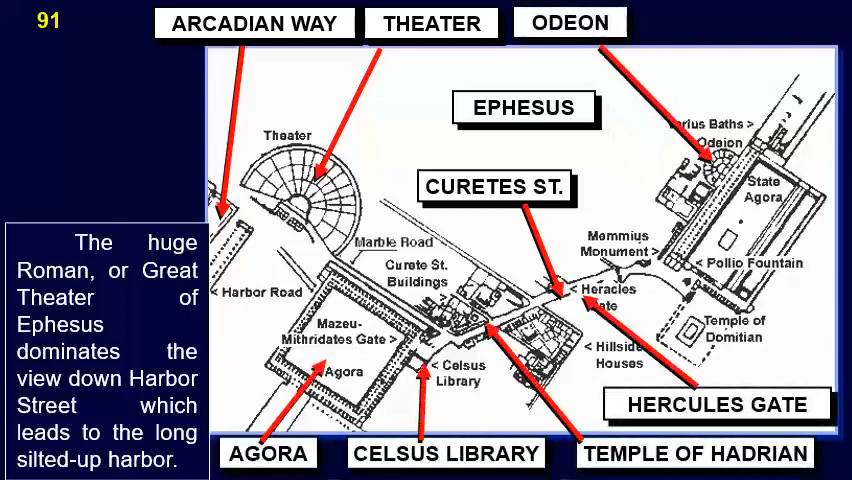 91
ARCADIAN WAY
THEATER
ODEON
EPHESUS
Varius Baths >
Odeion
Theater
State
Agora
CURETES ST.
Marble Road
Memmius
Monument >
Curete St.
Buildings
< Pollio Fountain
< Harbor Road
< Heracles
Gate
Mazeu-
Mithridates Gate >
Temple of
Domitian
< Hillside
Houses
Agora
< Celsus
Library
The huge
Roman, or Great
Theater of
Ephesus
dominates the
view down Harbor
Street which
leads to the long
silted-up harbor.
HERCULES GATE
AGORA
CELSUS LIBRARY
TEMPLE OF HADRIAN